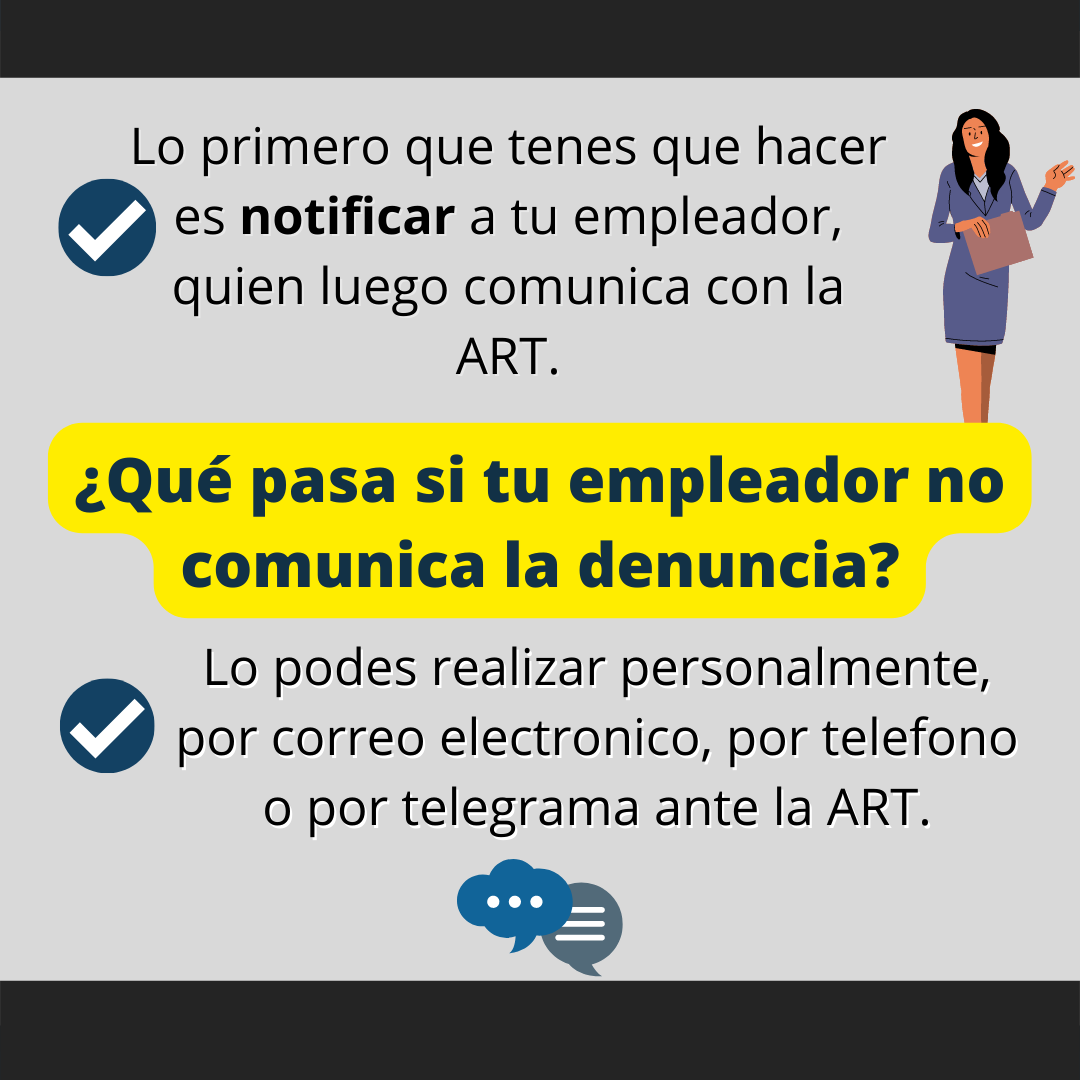 Lo primero que tenes que hacer
es notificar a tu empleador,
quien luego comunica con la
ART.
¿Qué pasa si tu empleador no
comunica la denuncia?
Lo podes realizar personalmente,
por correo electronico, por telefono
o por telegrama ante la ART.